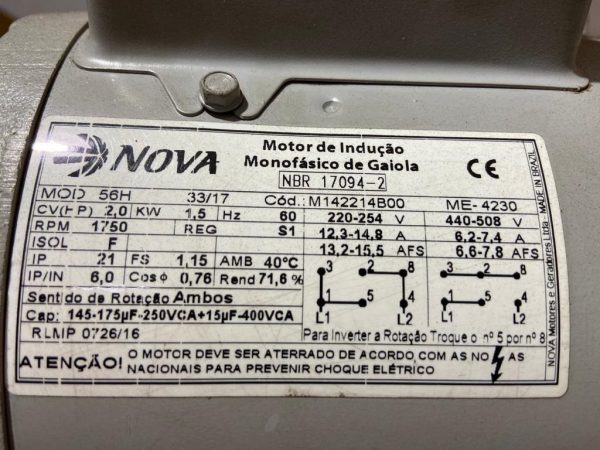 NOVA
Motor de Indução
Monofásico de Gaiola
NBR 17094-2
CE
MOD 56H 33/17 Cód.: M142214B00 ME- 4230
CV(HP) 2,0 KW 1,5 Hz 60 220-254 V 440-508 V
RPM 1750 REG S1 12,3-14,8 A 6,2-7,4 A
ISOL F 13,2-15,5 AFS 6,6-7,8 AFS
IP 21 FS 1,15 AMB 40°C
IP/IN 6,0 Cos φ 0,76 Rend 71,6 %
3 2 8 3 2 8
1 5 4 1 5 4
L1 L2 L1 L2
Sentido de Rotação Ambos
Cap: 145-175µF-250VCA+15µF-400VCA
RLMP 0726/16
Para Inverter a Rotação Troque o nº 5 por nº 8
ATENÇÃO! O MOTOR DEVE SER ATERRADO DE ACORDO COM AS NO AS
NACIONAIS PARA PREVENIR CHOQUE ELÉTRICO
NOVA Motores e Geradores Ltda. - MADE IN BRAZIL